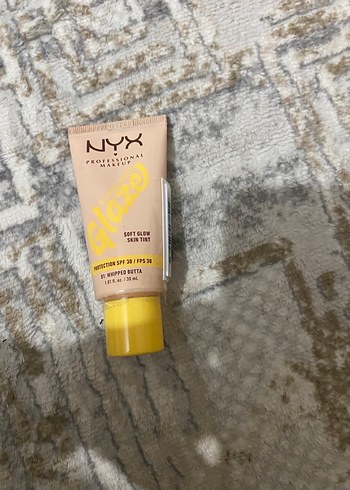 NYX
PROFESSIONAL
MAKEUP
Glaze
SOFT GLOW
SKIN TINT
PROTECTION SPF 30 / FPS 30
01: WHIPPED BUTTA
1.01 fl. oz. / 30 mL